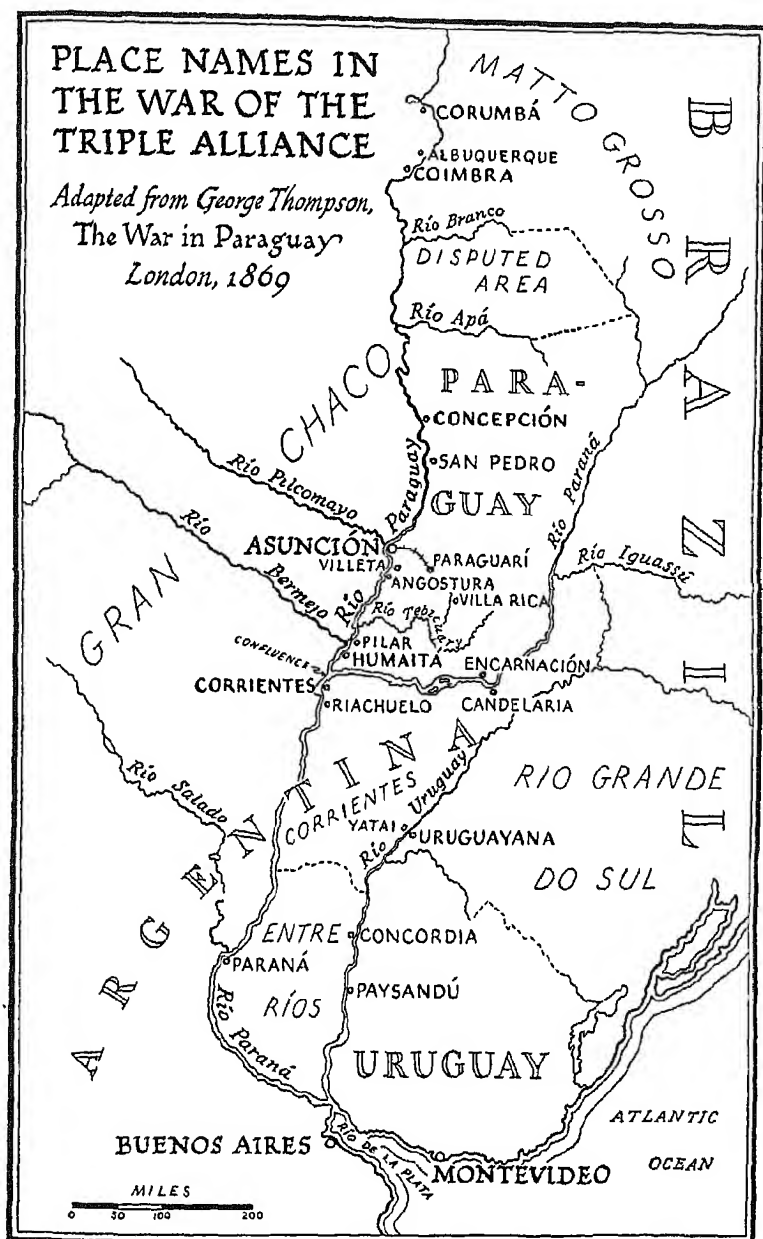 PLACE NAMES IN
THE WAR OF THE
TRIPLE ALLIANCE
Adapted from George Thompson,
The War in Paraguay
London, 1869
MATTO GROSSO
BRAZIL
CORUMBÁ
ALBUQUERQUE
COIMBRA
Río Branco
DISPUTED
AREA
Río Apá
CHACO
PARA-
CONCEPCIÓN
SAN PEDRO
GUAY
Río Paraná
Río Pilcomayo
Paraguay
Río
Bermejo
ASUNCIÓN
VILLETA
PARAGUARÍ
Río Iguassú
ANGOSTURA
GRAN
Río
Río Tebicuary
VILLA RICA
PILAR
CONFLUENCE
HUMAITÁ
ENCARNACIÓN
CORRIENTES
RIACHUELO
CANDELARIA
ARGENTINA
Río Salado
CORRIENTES
Río Uruguay
RIO GRANDE
YATAI
URUGUAYANA
DO SUL
ENTRE
CONCORDIA
PARANÁ
RÍOS
PAYSANDÚ
Río Paraná
URUGUAY
ATLANTIC
OCEAN
BUENOS AIRES
RÍO DE LA PLATA
MONTEVIDEO
MILES
0 50 100 200